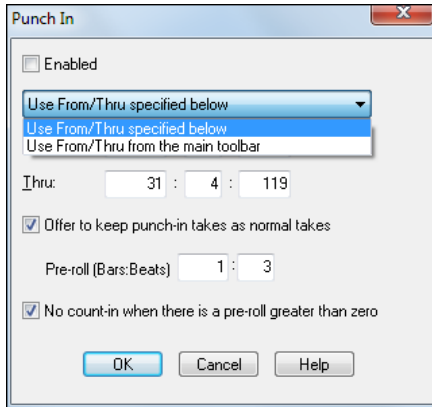 Punch In
Enabled
Use From/Thru specified below
Use From/Thru specified below
Use From/Thru from the main toolbar
Thru: 31 : 4 : 119
Offer to keep punch-in takes as normal takes
Pre-roll (Bars:Beats) 1 : 3
No count-in when there is a pre-roll greater than zero
OK Cancel Help